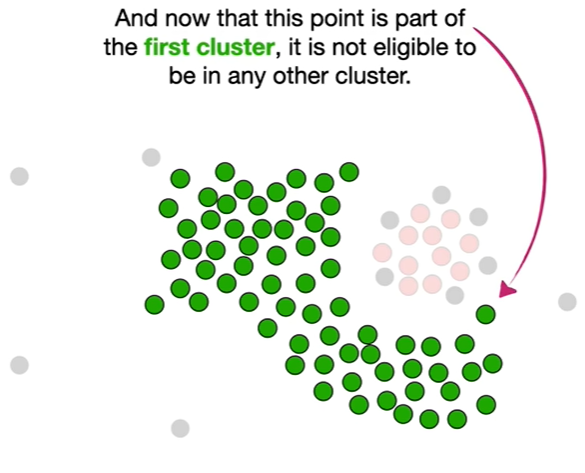 And now that this point is part of
the first cluster, it is not eligible to
be in any other cluster.